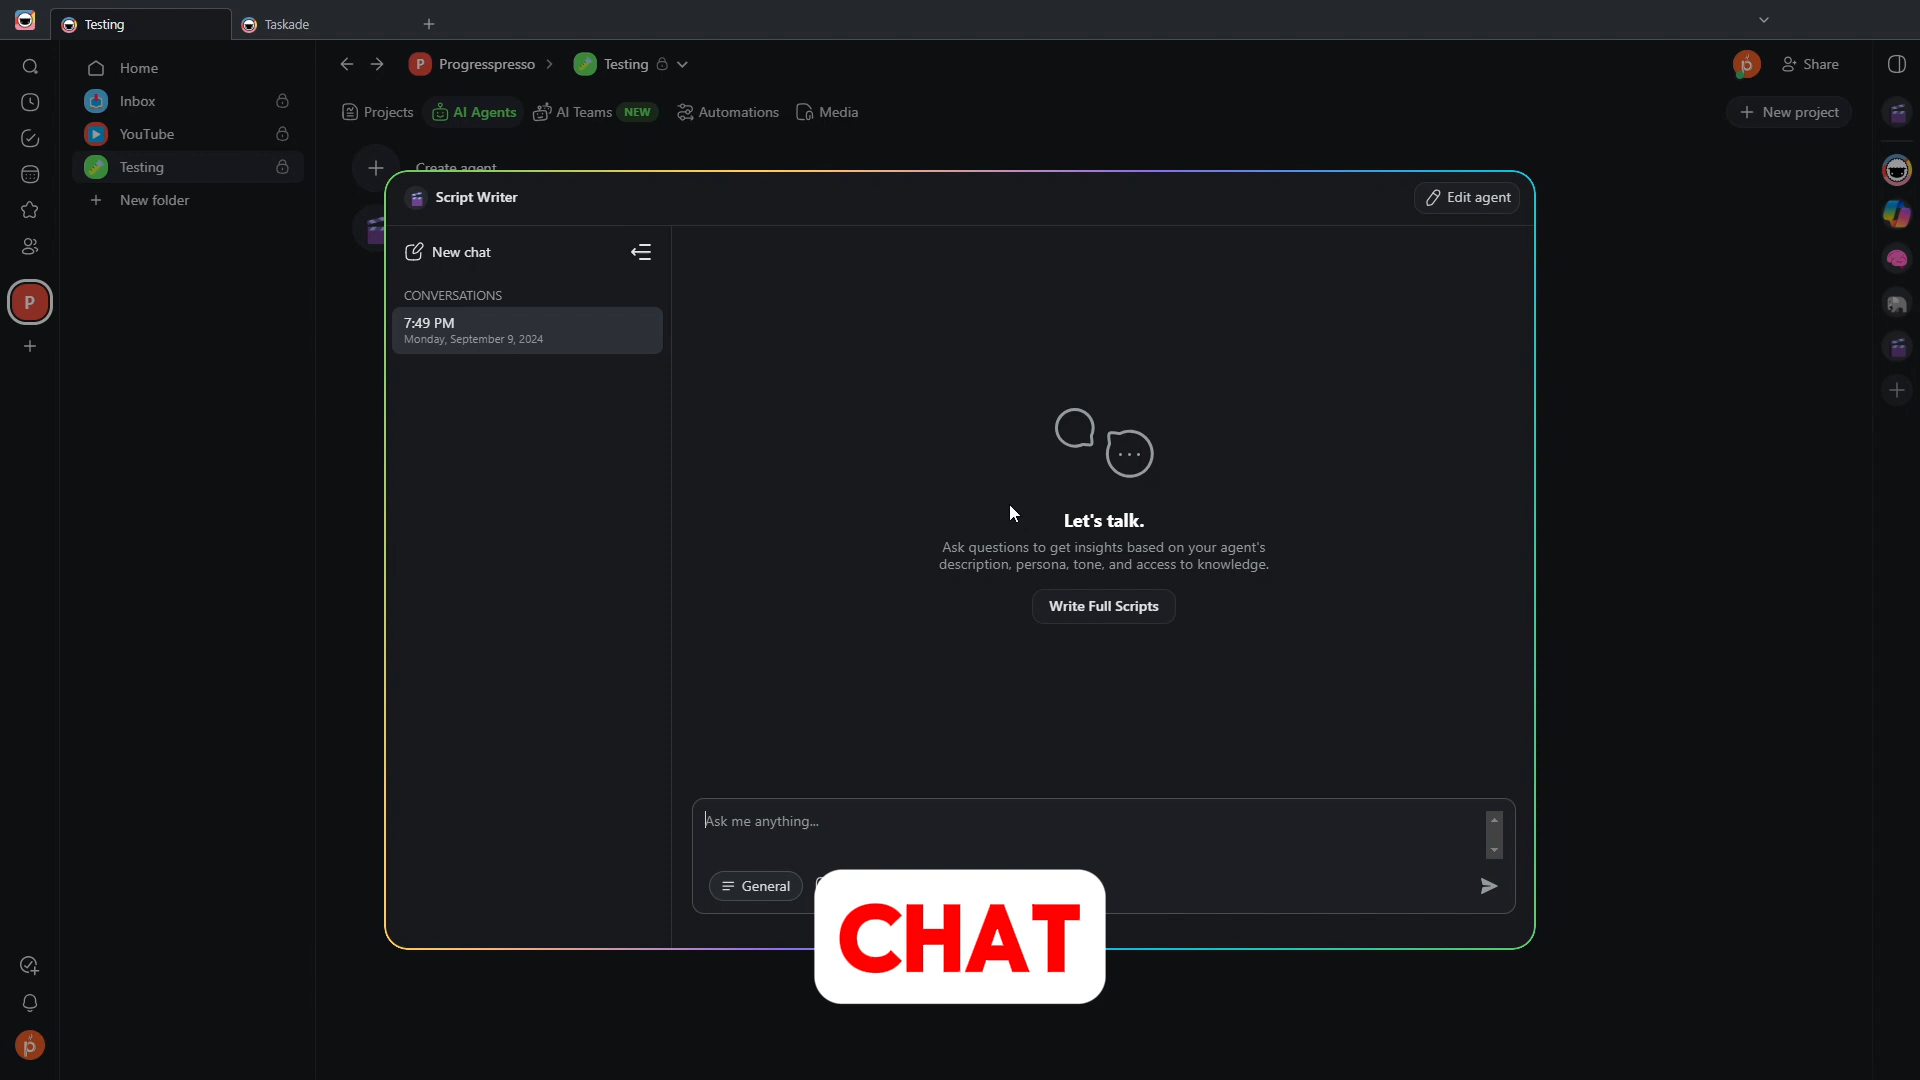 Testing
Taskade
Home
Inbox
YouTube
Testing
New folder
P
Progresspresso
Testing
Share
Projects
AI Agents
AI Teams NEW
Automations
Media
New project
Create agent
Script Writer
Edit agent
New chat
CONVERSATIONS
7:49 PM
Monday, September 9, 2024
Let's talk.
Ask questions to get insights based on your agent's
description, persona, tone, and access to knowledge.
Write Full Scripts
Ask me anything...
General
CHAT
P
p
p